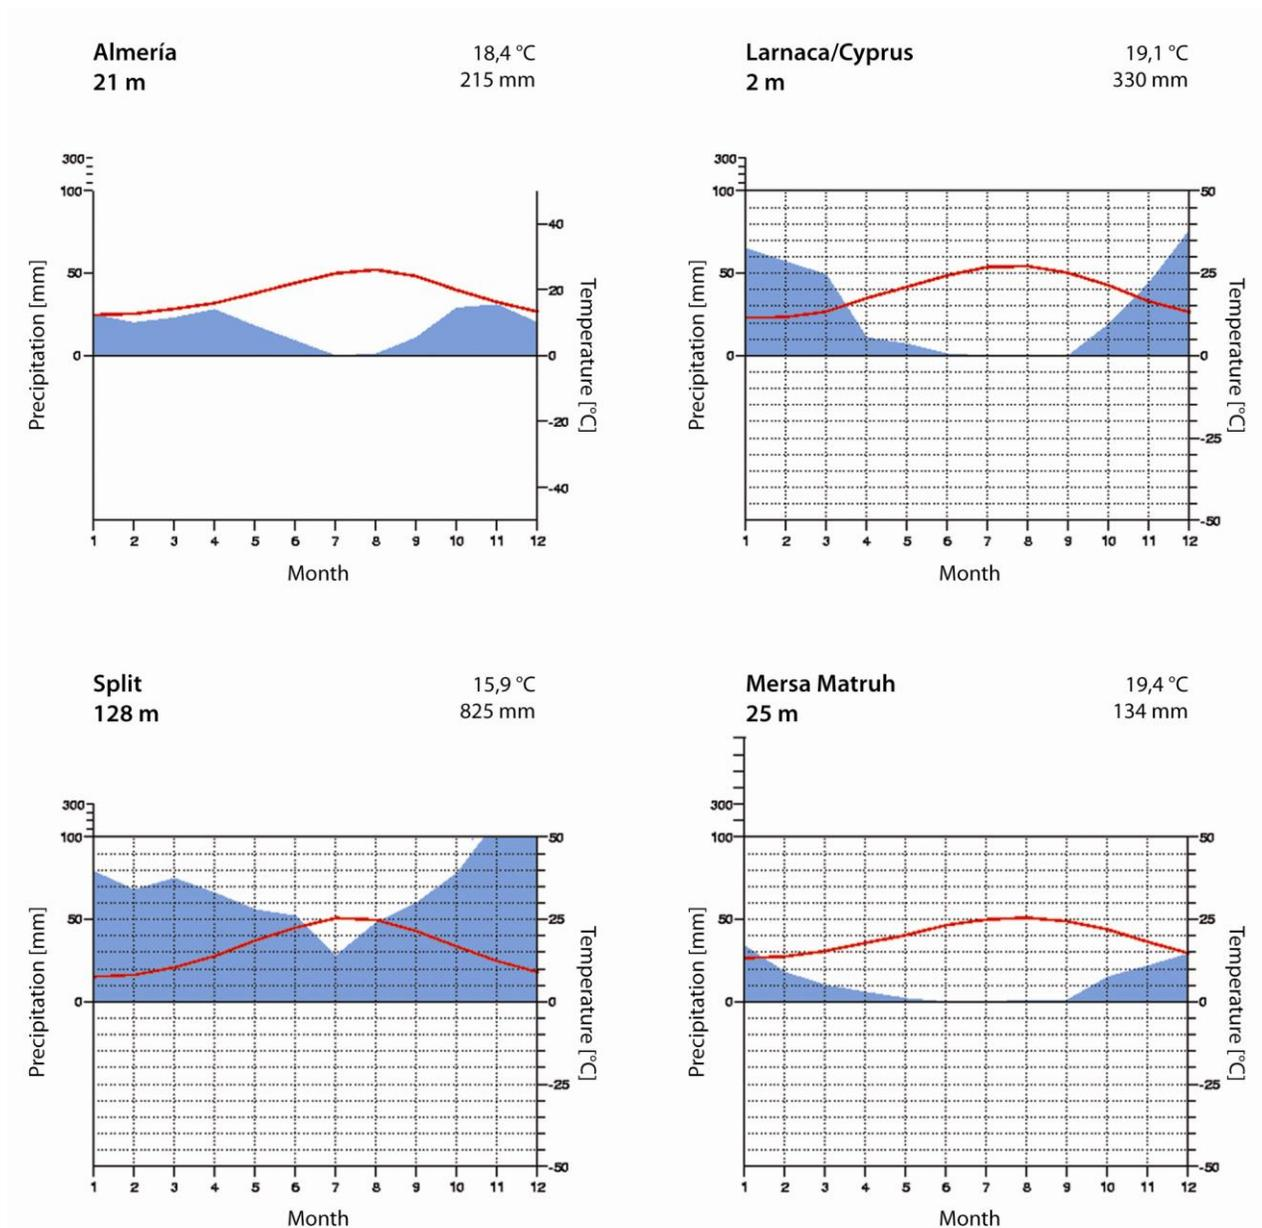 Almería
21 m
18,4 °C
215 mm
300
100
50
0
40
20
0
-20
-40
Precipitation [mm]
Temperature [°C]
1 2 3 4 5 6 7 8 9 10 11 12
Month
Larnaca/Cyprus
2 m
19,1 °C
330 mm
300
100
50
0
50
25
0
-25
-50
Precipitation [mm]
Temperature [°C]
1 2 3 4 5 6 7 8 9 10 11 12
Month
Split
128 m
15,9 °C
825 mm
300
100
50
0
50
25
0
-25
-50
Precipitation [mm]
Temperature [°C]
1 2 3 4 5 6 7 8 9 10 11 12
Month
Mersa Matruh
25 m
19,4 °C
134 mm
300
100
50
0
50
25
0
-25
-50
Precipitation [mm]
Temperature [°C]
1 2 3 4 5 6 7 8 9 10 11 12
Month